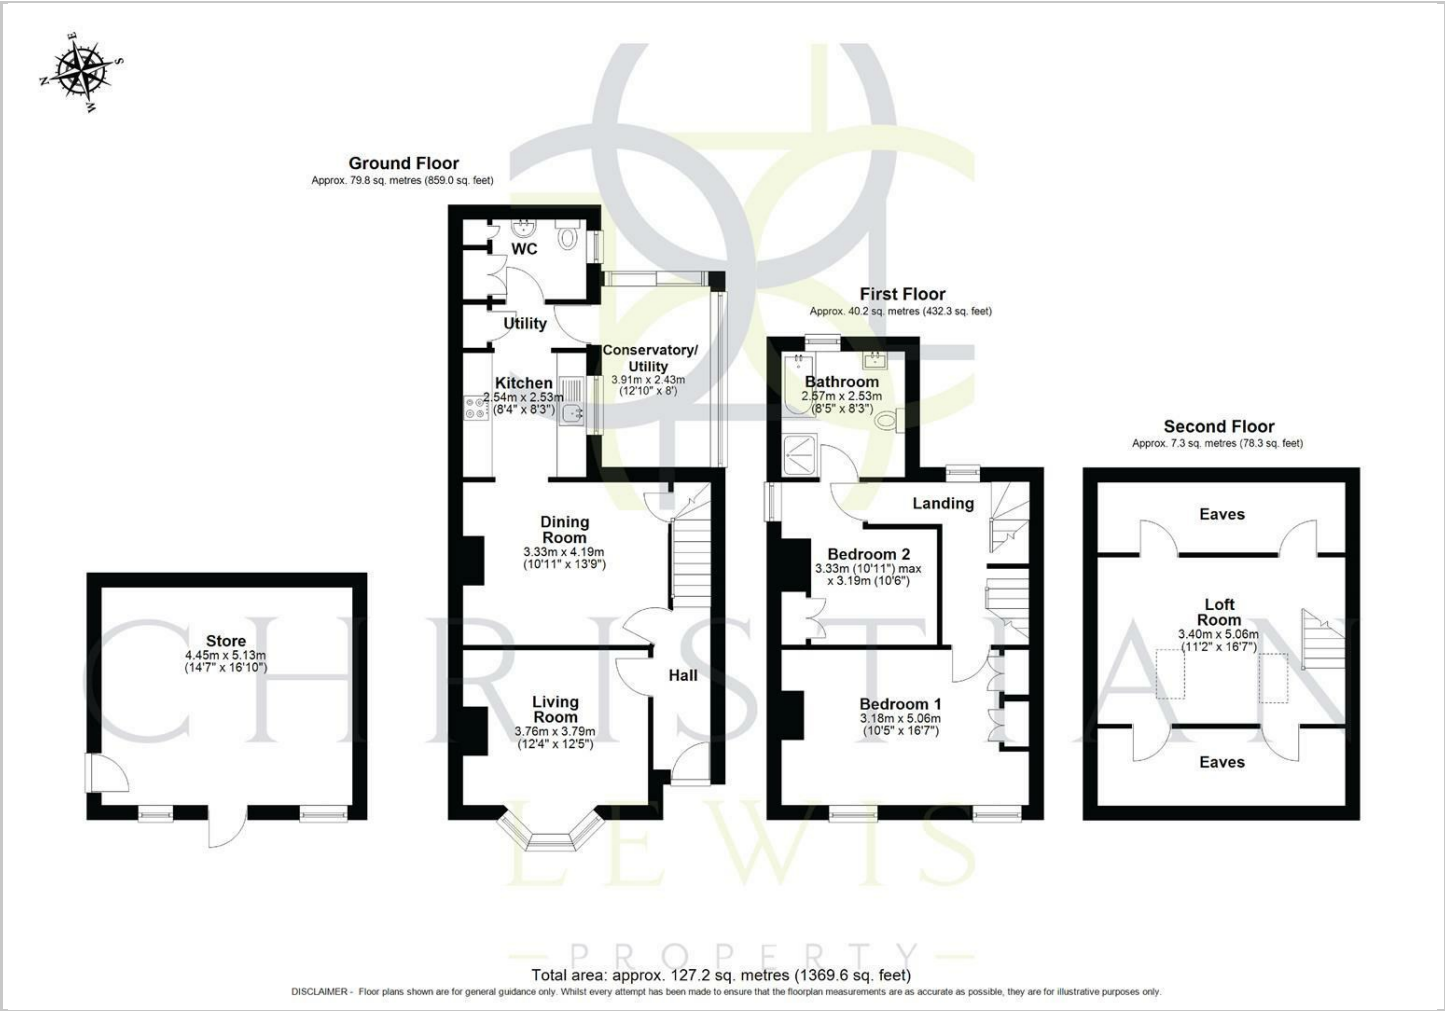 E
S
N
W
Ground Floor
Approx. 79.8 sq. metres (859.0 sq. feet)
WC
Utility
Conservatory/
Utility
3.91m x 2.43m
(12'10" x 8')
Kitchen
2.54m x 2.53m
(8'4" x 8'3")
Dining
Room
3.33m x 4.19m
(10'11" x 13'9")
Hall
Living
Room
3.76m x 3.79m
(12'4" x 12'5")
Store
4.45m x 5.13m
(14'7" x 16'10")
First Floor
Approx. 40.2 sq. metres (432.3 sq. feet)
Bathroom
2.57m x 2.53m
(8'5" x 8'3")
Landing
Bedroom 2
3.33m (10'11") max
x 3.19m (10'6")
Bedroom 1
3.18m x 5.06m
(10'5" x 16'7")
Second Floor
Approx. 7.3 sq. metres (78.3 sq. feet)
Eaves
Loft
Room
3.40m x 5.06m
(11'2" x 16'7")
Eaves
CHRISTIAN
LEWIS
PROPERTY
Total area: approx. 127.2 sq. metres (1369.6 sq. feet)
DISCLAIMER - Floor plans shown are for general guidance only. Whilst every attempt has been made to ensure that the floorplan measurements are as accurate as possible, they are for illustrative purposes only.